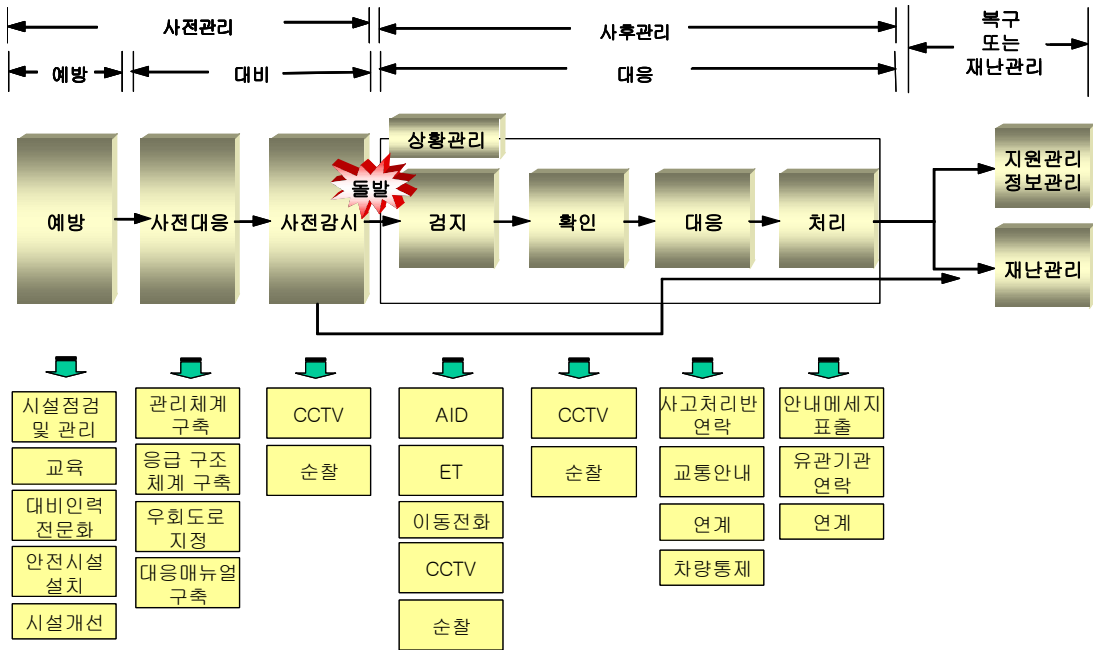 사전관리
사후관리
복구
또는
재난관리
예방
대비
대응
상황관리
돌발
예방
사전대응
사전감시
검지
확인
대응
처리
지원관리
정보관리
재난관리
시설점검
및 관리
교육
대비인력
전문화
안전시설
설치
시설개선
관리체계
구축
응급 구조
체계 구축
우회도로
지정
대응매뉴얼
구축
CCTV
순찰
AID
ET
이동전화
CCTV
순찰
CCTV
순찰
사고처리반
연락
교통안내
연계
차량통제
안내메세지
표출
유관기관
연락
연계